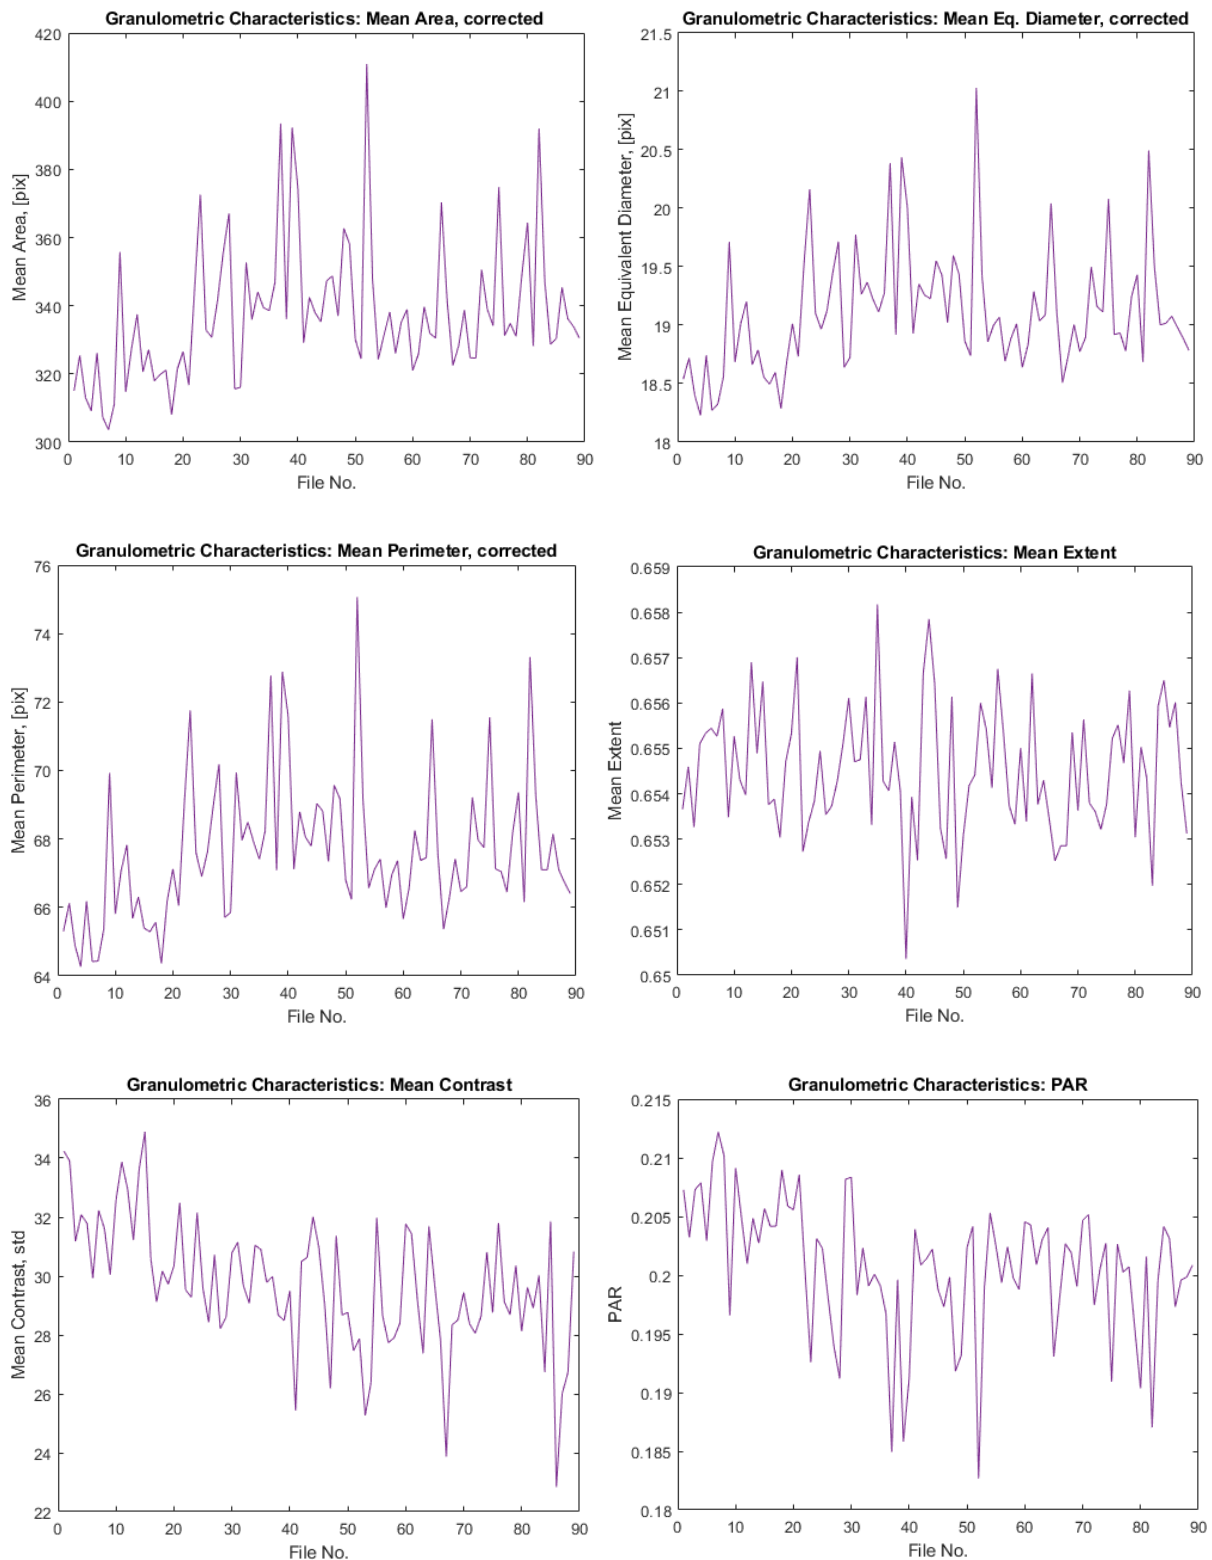 Granulometric Characteristics: Mean Area, corrected
420
400
380
360
340
320
300
Mean Area, [pix]
0 10 20 30 40 50 60 70 80 90
File No.
Granulometric Characteristics: Mean Eq. Diameter, corrected
21.5
21
20.5
20
19.5
19
18.5
18
Mean Equivalent Diameter, [pix]
0 10 20 30 40 50 60 70 80 90
File No.
Granulometric Characteristics: Mean Perimeter, corrected
76
74
72
70
68
66
64
Mean Perimeter, [pix]
0 10 20 30 40 50 60 70 80 90
File No.
Granulometric Characteristics: Mean Extent
0.659
0.658
0.657
0.656
0.655
0.654
0.653
0.652
0.651
0.65
Mean Extent
0 10 20 30 40 50 60 70 80 90
File No.
Granulometric Characteristics: Mean Contrast
36
34
32
30
28
26
24
22
Mean Contrast, std
0 10 20 30 40 50 60 70 80 90
File No.
Granulometric Characteristics: PAR
0.215
0.21
0.205
0.2
0.195
0.19
0.185
0.18
PAR
0 10 20 30 40 50 60 70 80 90
File No.